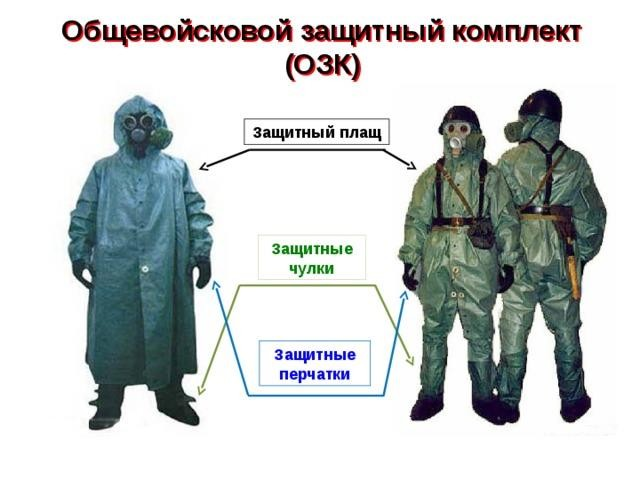 Общевойсковой защитный комплект
(ОЗК)
Защитный плащ
Защитные
чулки
Защитные
перчатки